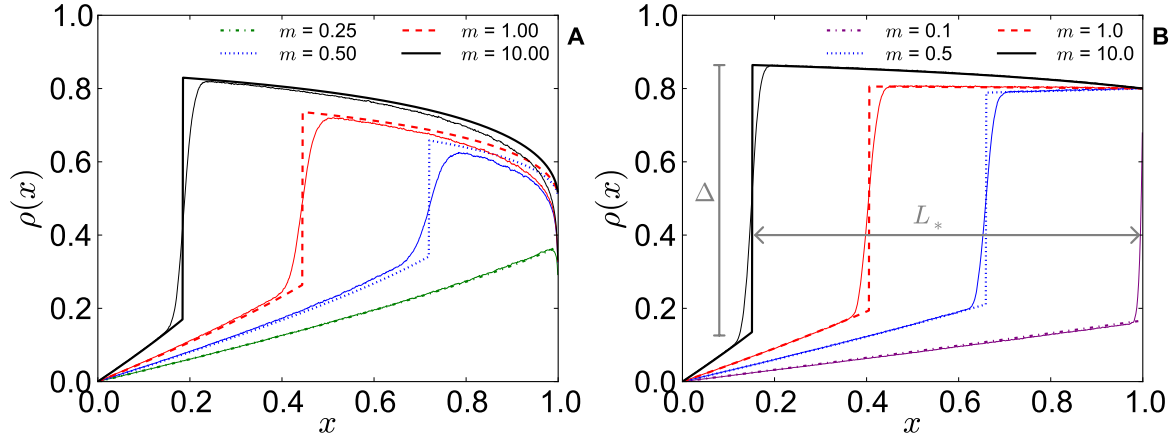 m = 0.25
m = 0.50
m = 1.00
m = 10.00
A
ρ(x)
1.0
0.8
0.6
0.4
0.2
0.0
0.0 0.2 0.4 0.6 0.8 1.0
x
m = 0.1
m = 0.5
m = 1.0
m = 10.0
B
ρ(x)
1.0
0.8
0.6
0.4
0.2
0.0
Δ
L*
0.0 0.2 0.4 0.6 0.8 1.0
x